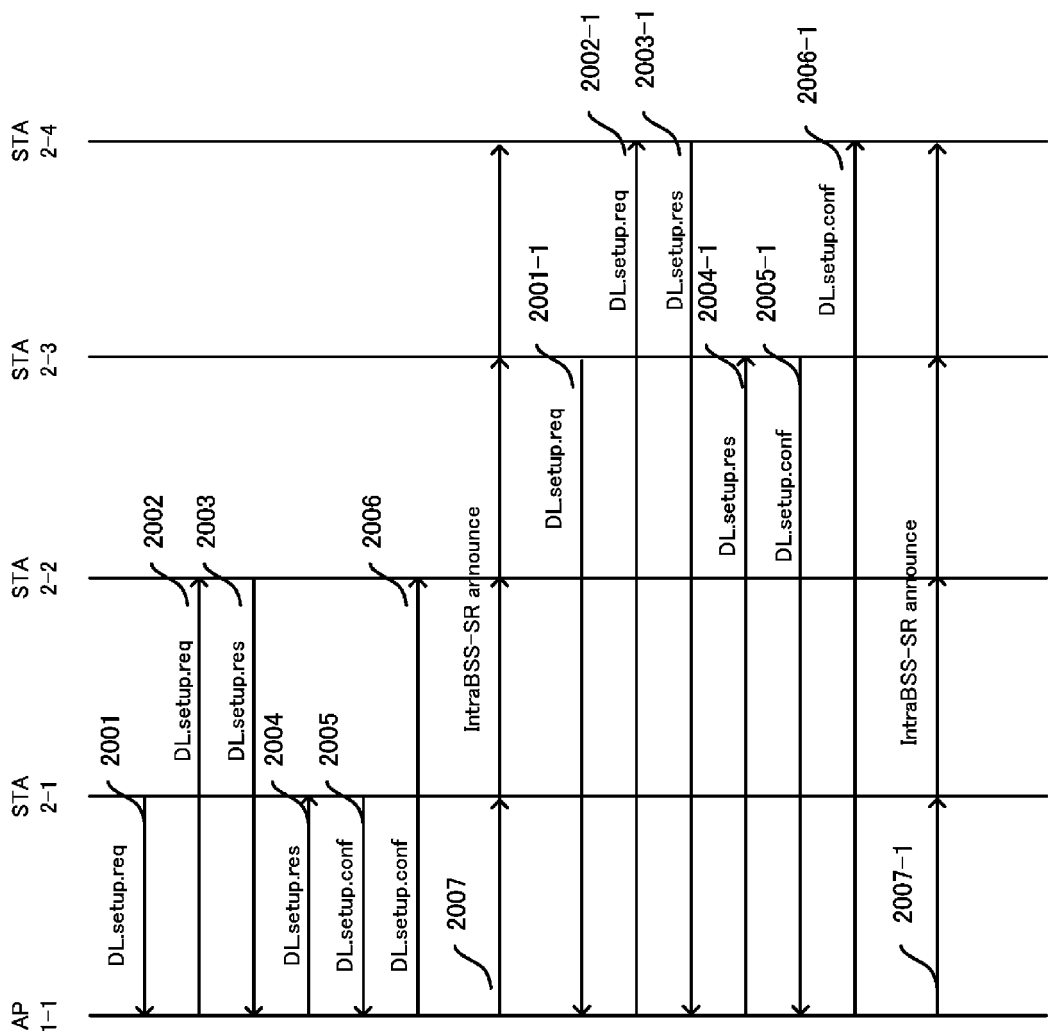 AP
1-1
STA
2-1
STA
2-2
STA
2-3
STA
2-4
2001
DL.setup.req
2002
DL.setup.req
2003
DL.setup.res
2004
DL.setup.res
2005
DL.setup.conf
2006
DL.setup.conf
2007
IntraBSS-SR announce
2001-1
DL.setup.req
2002-1
DL.setup.req
2003-1
DL.setup.res
2004-1
DL.setup.res
2005-1
DL.setup.conf
2006-1
DL.setup.conf
2007-1
IntraBSS-SR announce